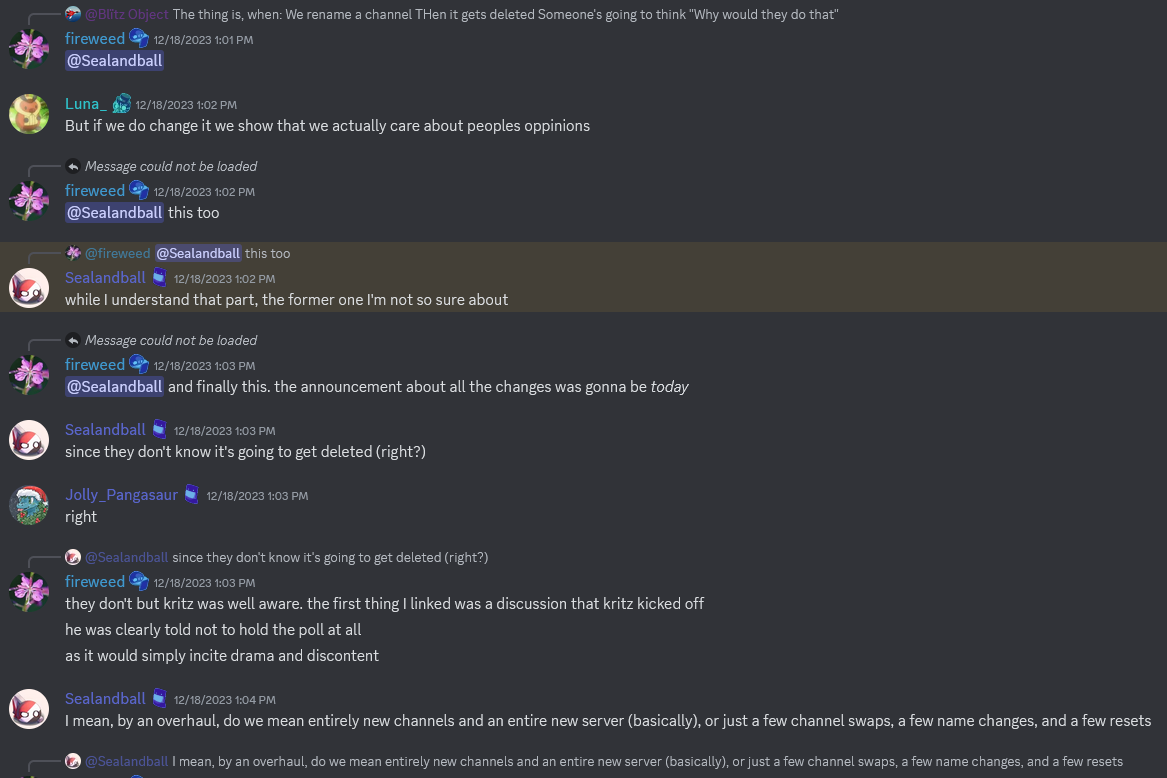 @Blitz Object The thing is, when: We rename a channel THen it gets deleted Someone's going to think "Why would they do that"
fireweed 12/18/2023 1:01 PM
@Sealandball
Luna_ 12/18/2023 1:02 PM
But if we do change it we show that we actually care about peoples oppinions
Message could not be loaded
fireweed 12/18/2023 1:02 PM
@Sealandball this too
@fireweed @Sealandball this too
Sealandball 12/18/2023 1:02 PM
while I understand that part, the former one I'm not so sure about
Message could not be loaded
fireweed 12/18/2023 1:03 PM
@Sealandball and finally this. the announcement about all the changes was gonna be today
Sealandball 12/18/2023 1:03 PM
since they don't know it's going to get deleted (right?)
Jolly_Pangasaur 12/18/2023 1:03 PM
right
@Sealandball since they don't know it's going to get deleted (right?)
fireweed 12/18/2023 1:03 PM
they don't but kritz was well aware. the first thing I linked was a discussion that kritz kicked off
he was clearly told not to hold the poll at all
as it would simply incite drama and discontent
Sealandball 12/18/2023 1:04 PM
I mean, by an overhaul, do we mean entirely new channels and an entire new server (basically), or just a few channel swaps, a few name changes, and a few resets
@Sealandball I mean, by an overhaul, do we mean entirely new channels and an entire new server (basically), or just a few channel swaps, a few name changes, and a few resets